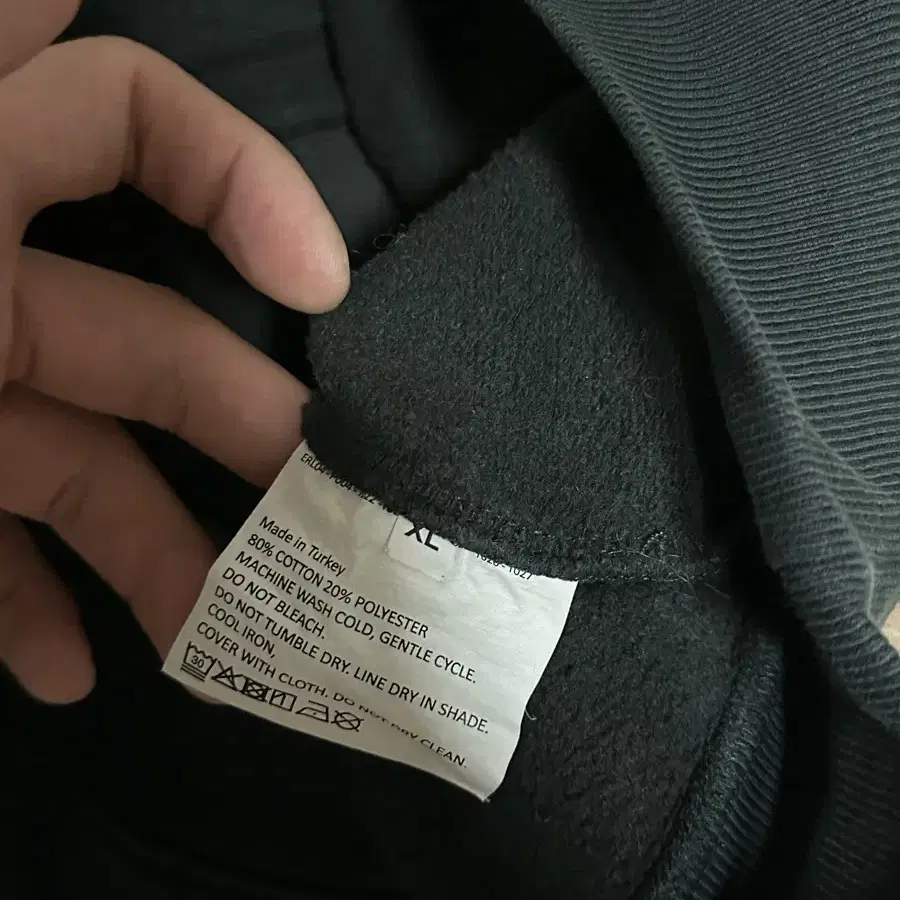 XL
Made in Turkey
80% COTTON 20% POLYESTER
MACHINE WASH COLD, GENTLE CYCLE.
DO NOT BLEACH.
DO NOT TUMBLE DRY. LINE DRY IN SHADE.
COOL IRON,
COVER WITH CLOTH. DO NOT DRY CLEAN.
30